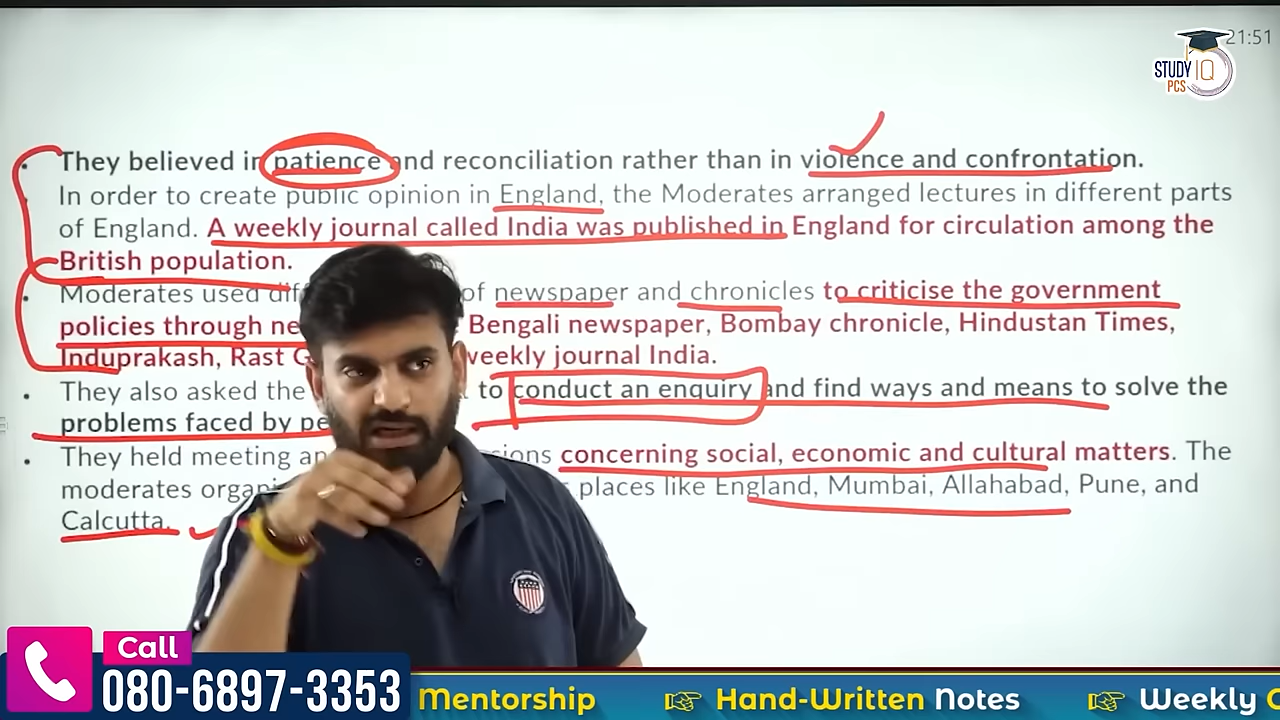 21:51
STUDY IQ
PCS
They believed in patience and reconciliation rather than in violence and confrontation.
In order to create public opinion in England, the Moderates arranged lectures in different parts
of England. A weekly journal called India was published in England for circulation among the
British population.
Moderates used of newspaper and chronicles to criticise the government
policies through Bengali newspaper, Bombay chronicle, Hindustan Times,
Induprakash, Rast weekly journal India.
They also asked the to conduct an enquiry and find ways and means to solve the
problems faced by
They held meeting concerning social, economic and cultural matters. The
moderates places like England, Mumbai, Allahabad, Pune, and
Calcutta.
Call
080-6897-3353
Mentorship Hand-Written Notes Weekly